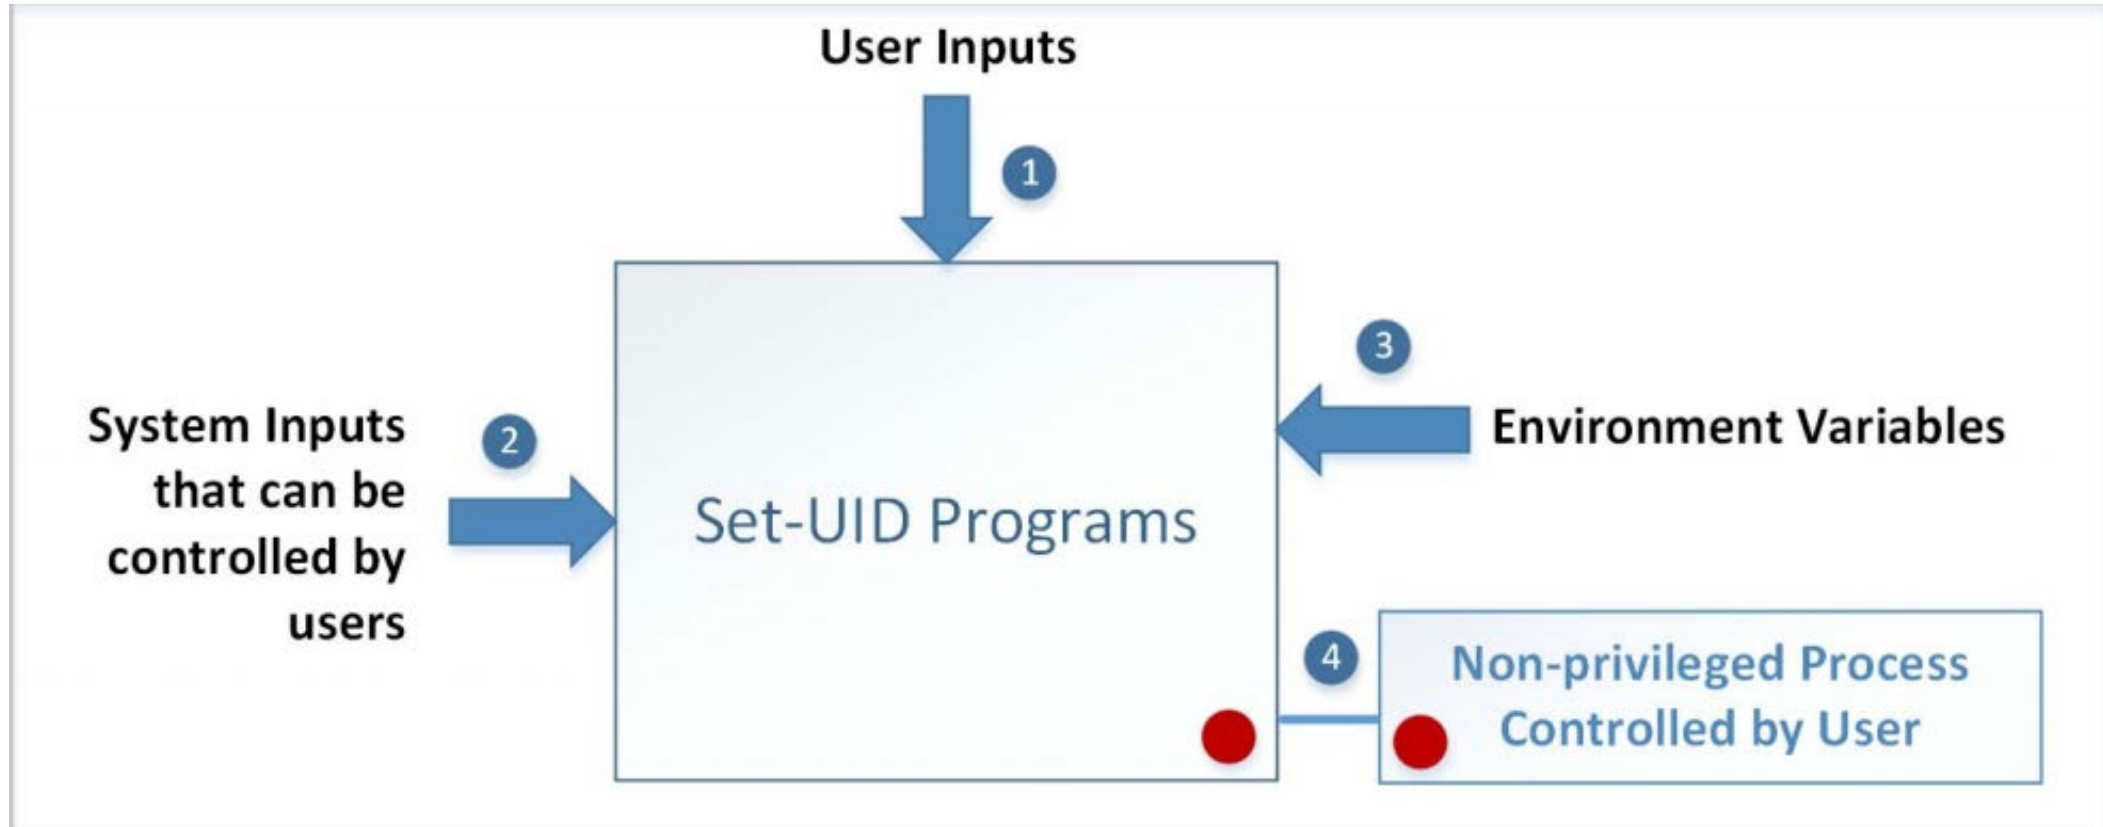 User Inputs
1
3
System Inputs
that can be
controlled by
users
2
Environment Variables
Set-UID Programs
4
Non-privileged Process
Controlled by User